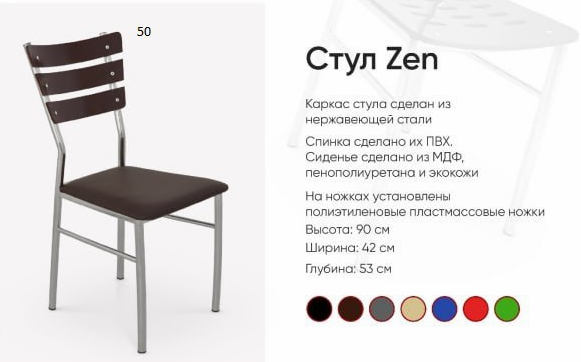 50
Стул Zen
Каркас стула сделан из
нержавеющей стали
Спинка сделано их ПВХ.
Сиденье сделано из МДФ,
пенополиуретана и экокожи
На ножках установлены
полиэтиленовые пластмассовые ножки
Высота: 90 см
Ширина: 42 см
Глубина: 53 см